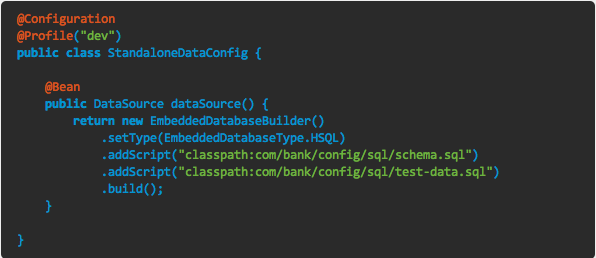 @Configuration
@Profile("dev")
public class StandaloneDataConfig {
@Bean
public DataSource dataSource() {
return new EmbeddedDatabaseBuilder()
.setType(EmbeddedDatabaseType.HSQL)
.addScript("classpath:com/bank/config/sql/schema.sql")
.addScript("classpath:com/bank/config/sql/test-data.sql")
.build();
}
}